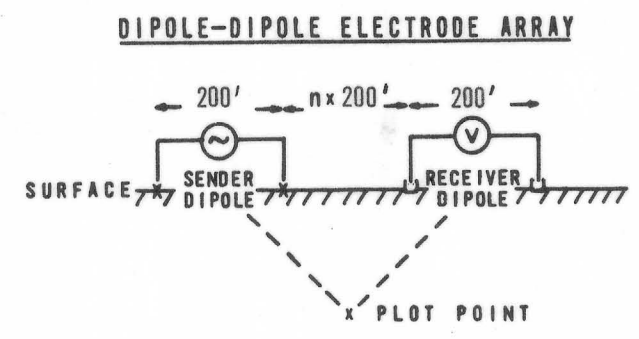 DIPOLE-DIPOLE ELECTRODE ARRAY
200' n x 200' 200'
~ V
SURFACE SENDER DIPOLE RECEIVER DIPOLE
x PLOT POINT